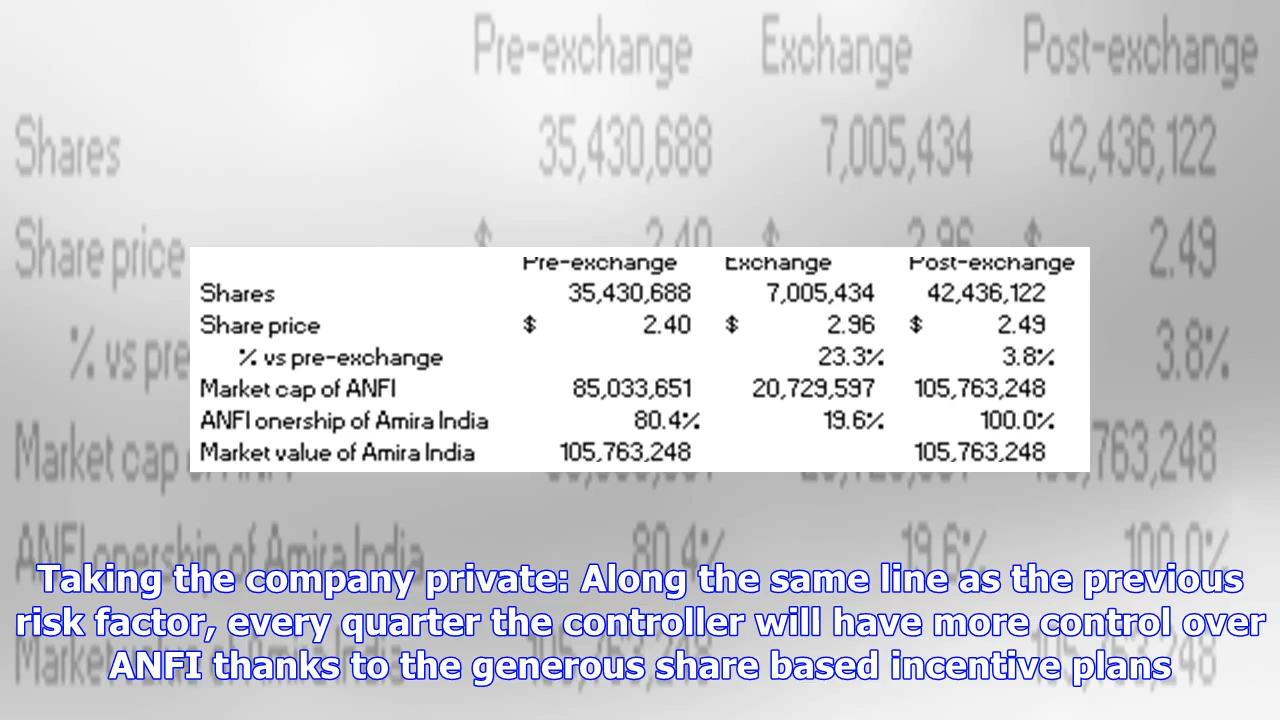 Pre-exchange Exchange Post-exchange
Shares 35,430,688 7,005,434 42,436,122
Share price $ 2.40 $ 2.96 $ 2.49
% vs pre-exchange 23.3% 3.8%
Market cap of ANFI 85,033,651 20,729,597 105,763,248
ANFI onership of Amira India 80.4% 19.6% 100.0%
Market value of Amira India 105,763,248 105,763,248
Taking the company private: Along the same line as the previous
risk factor, every quarter the controller will have more control over
ANFI thanks to the generous share based incentive plans